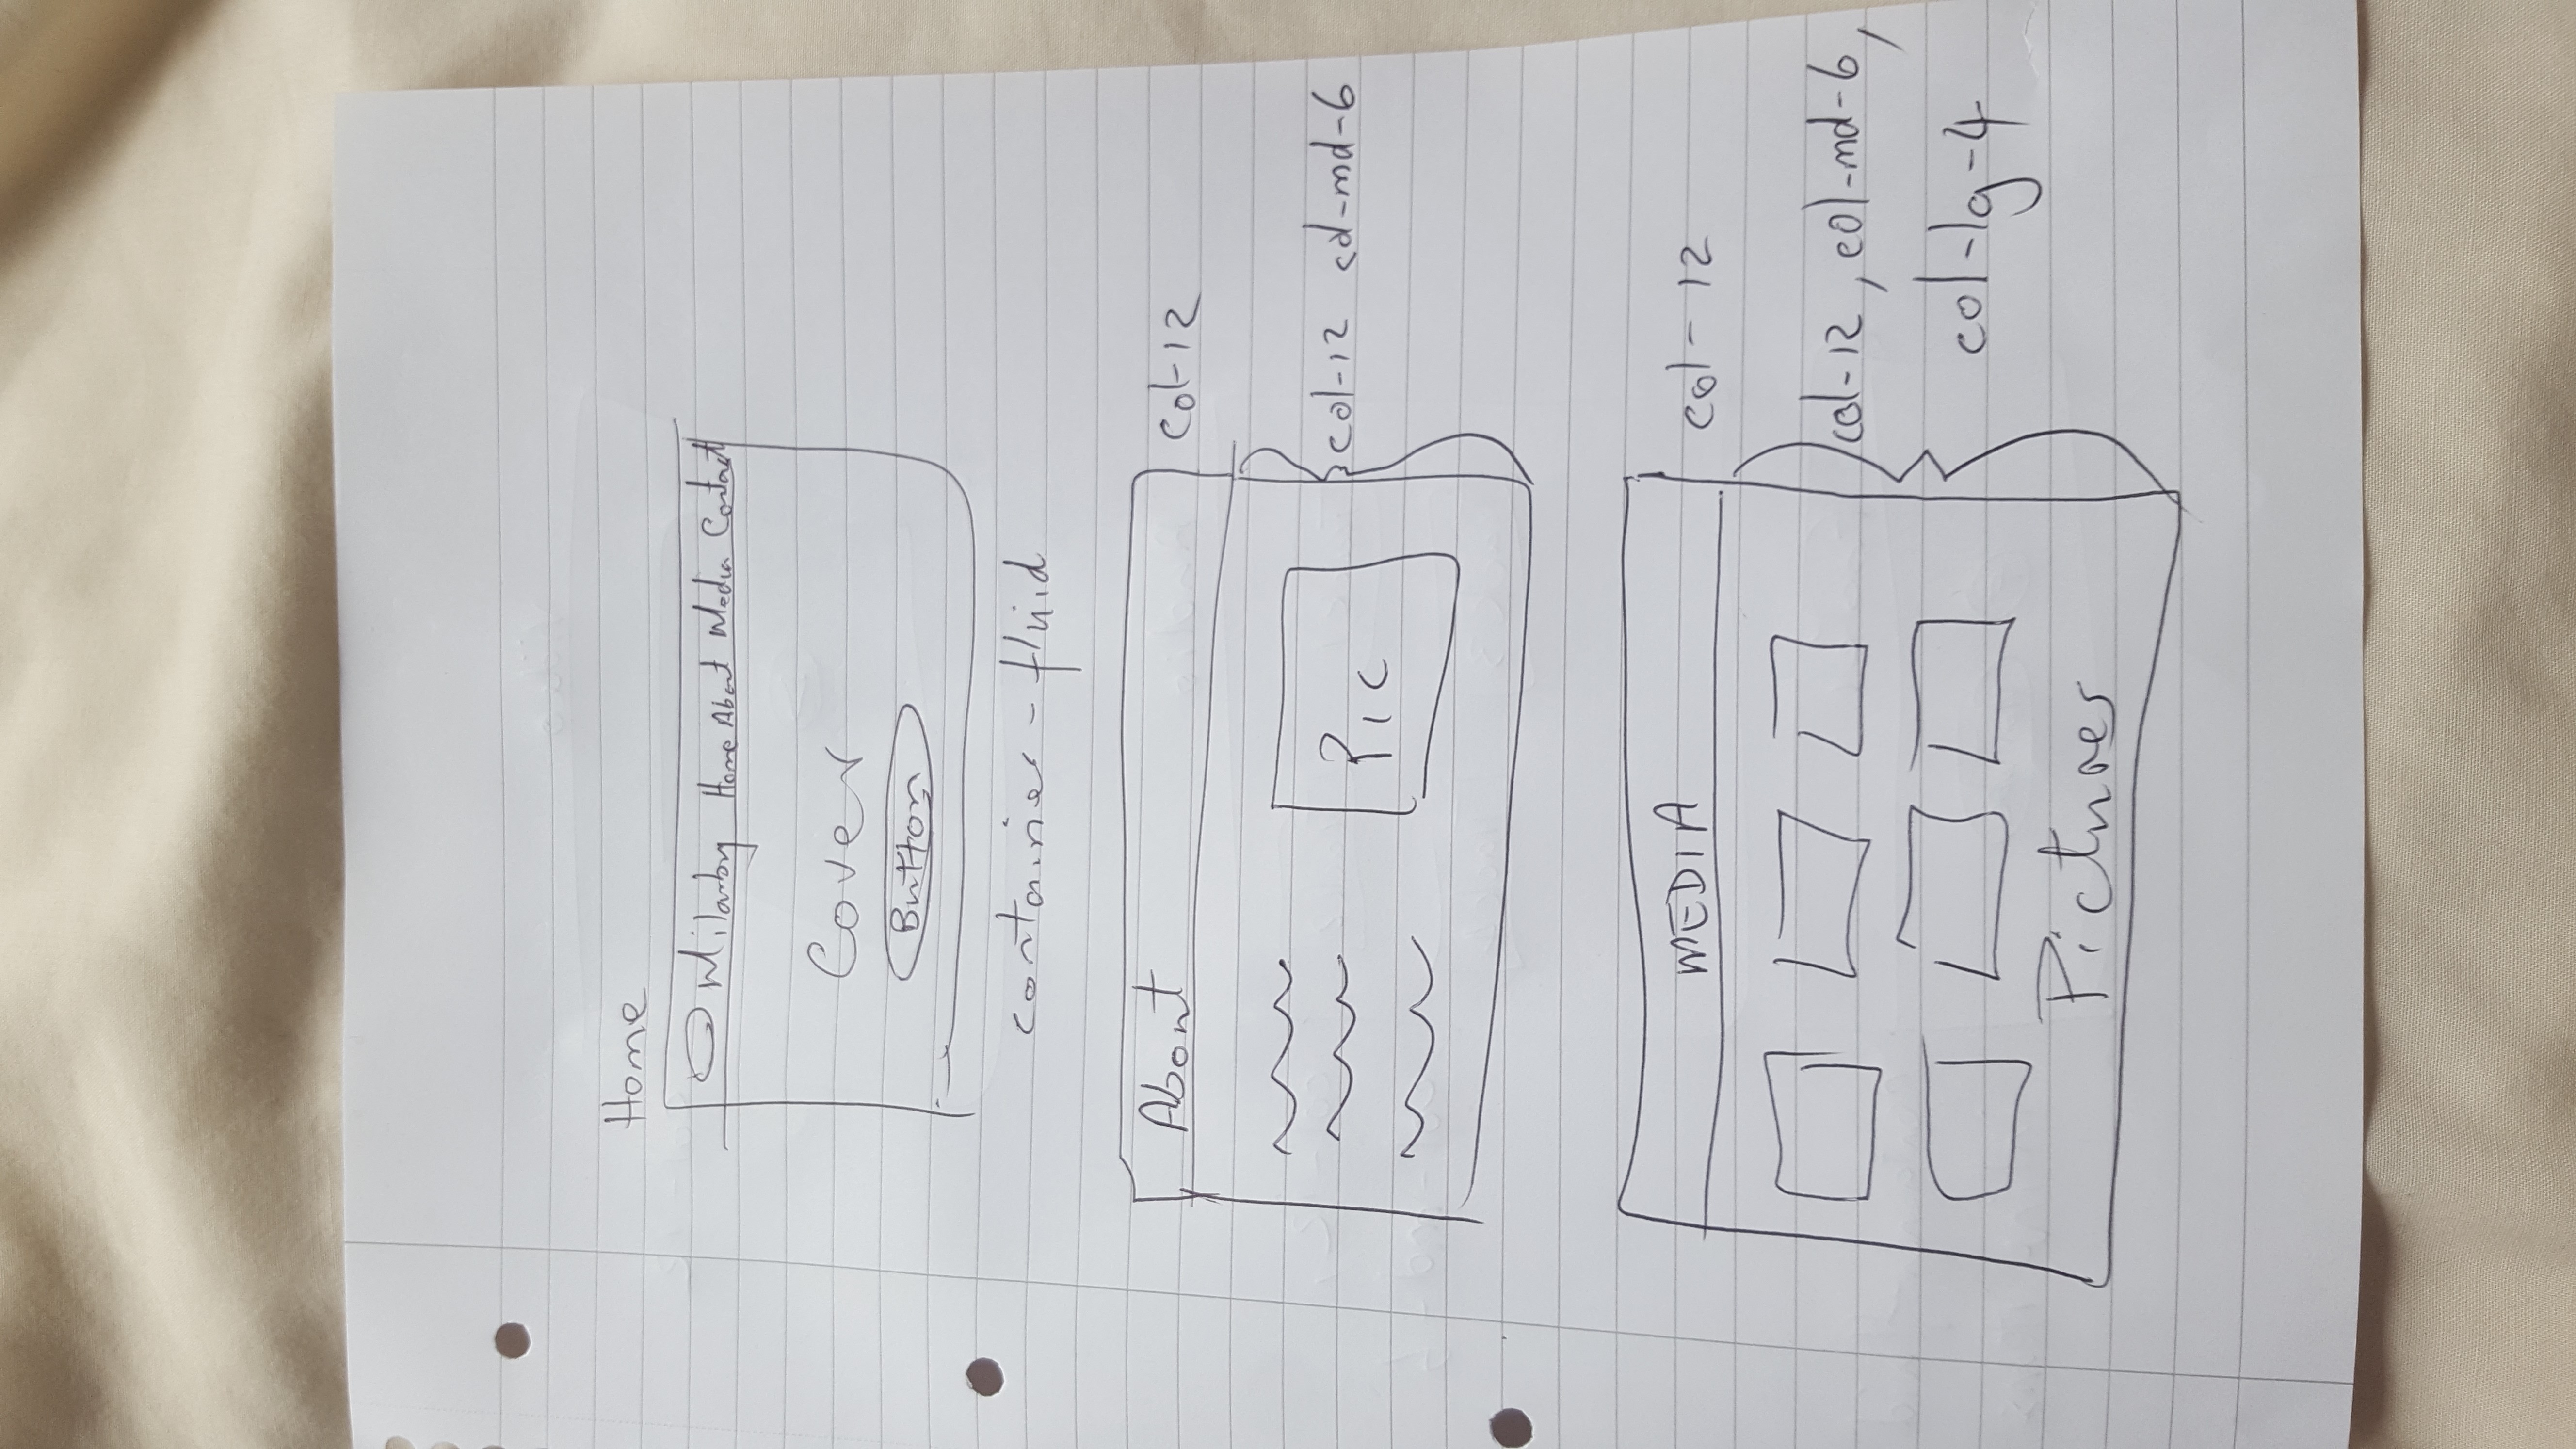 Home
Milanboy Home About Media Contact
Cover
Button
container-fluid
About col-12
Pic col-12 col-md-6
MEDIA col-12
col-12, col-md-6,
col-lg-4
Pictures